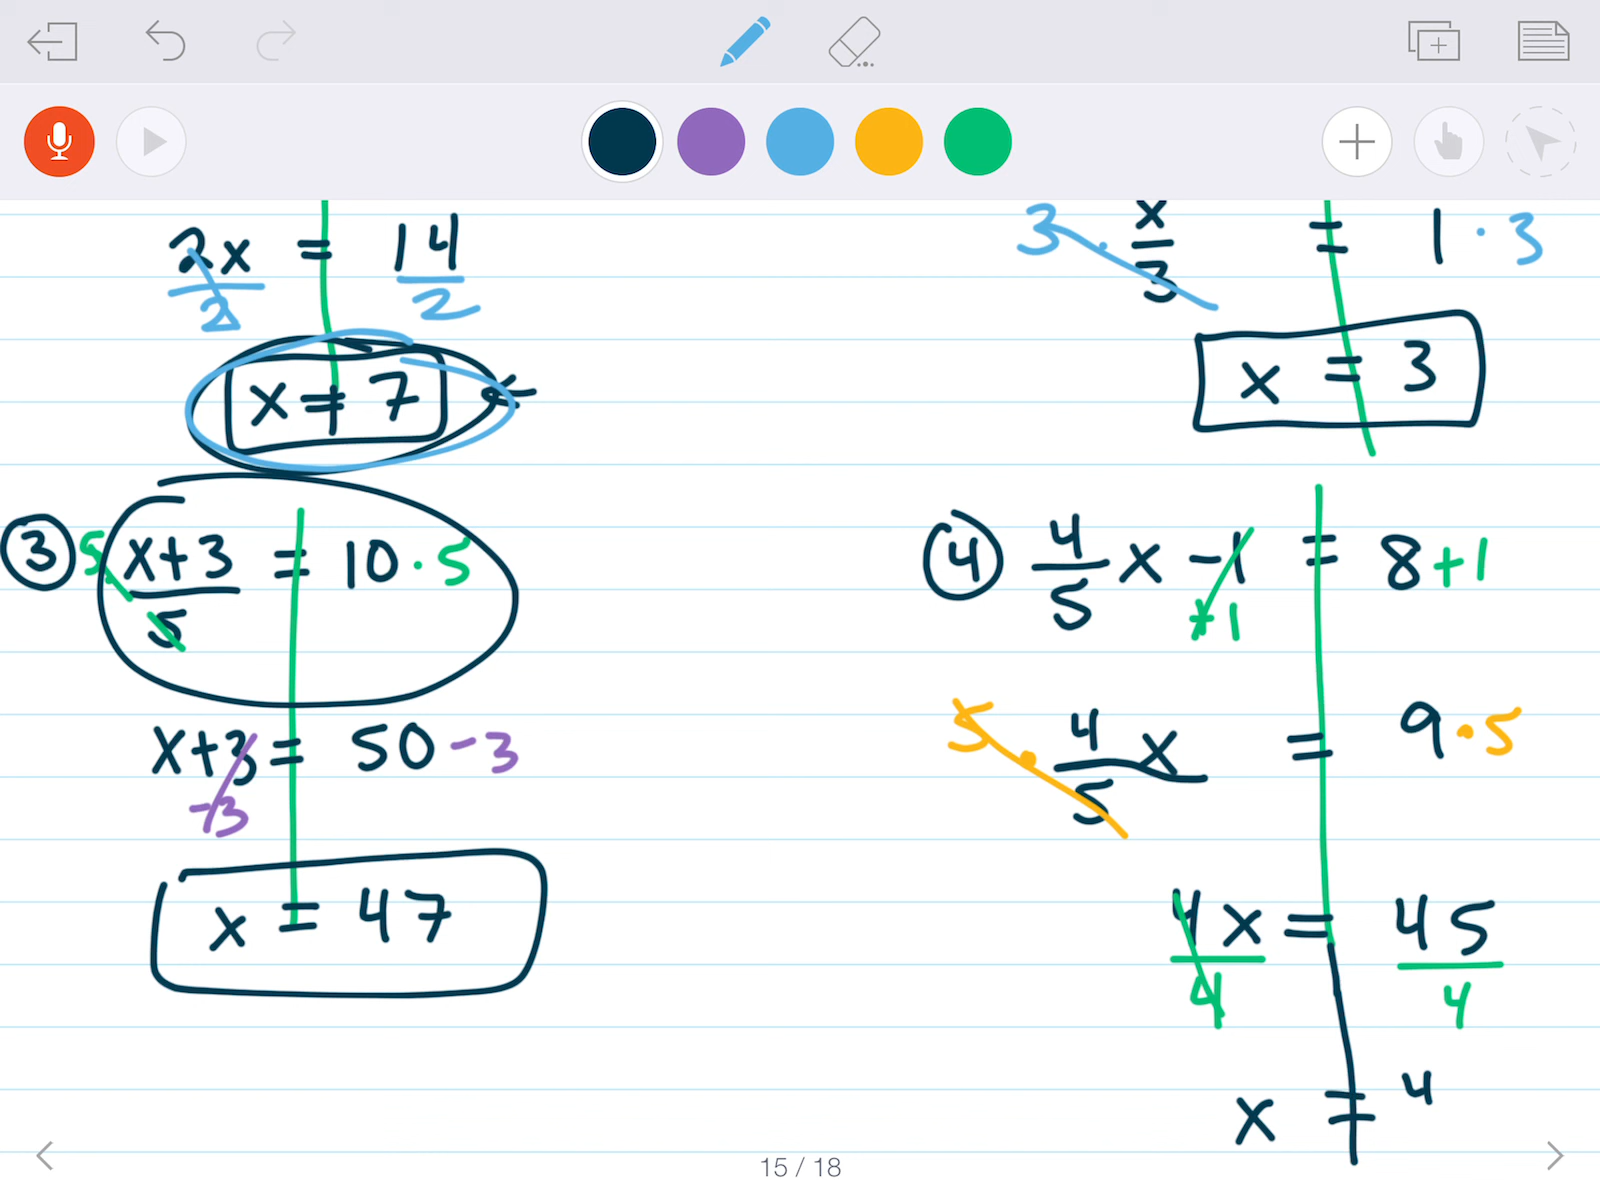 2x = 14
2 2
x = 7
3 · x/3 = 1 · 3
x = 3
③ 5 x+3 = 10 · 5
5
x+3 = 50 - 3
-3
x = 47
④ 4/5 x - 1 = 8 + 1
+1
5 · 4x/5 = 9 · 5
4x = 45
4 4
x = 4
15 / 18